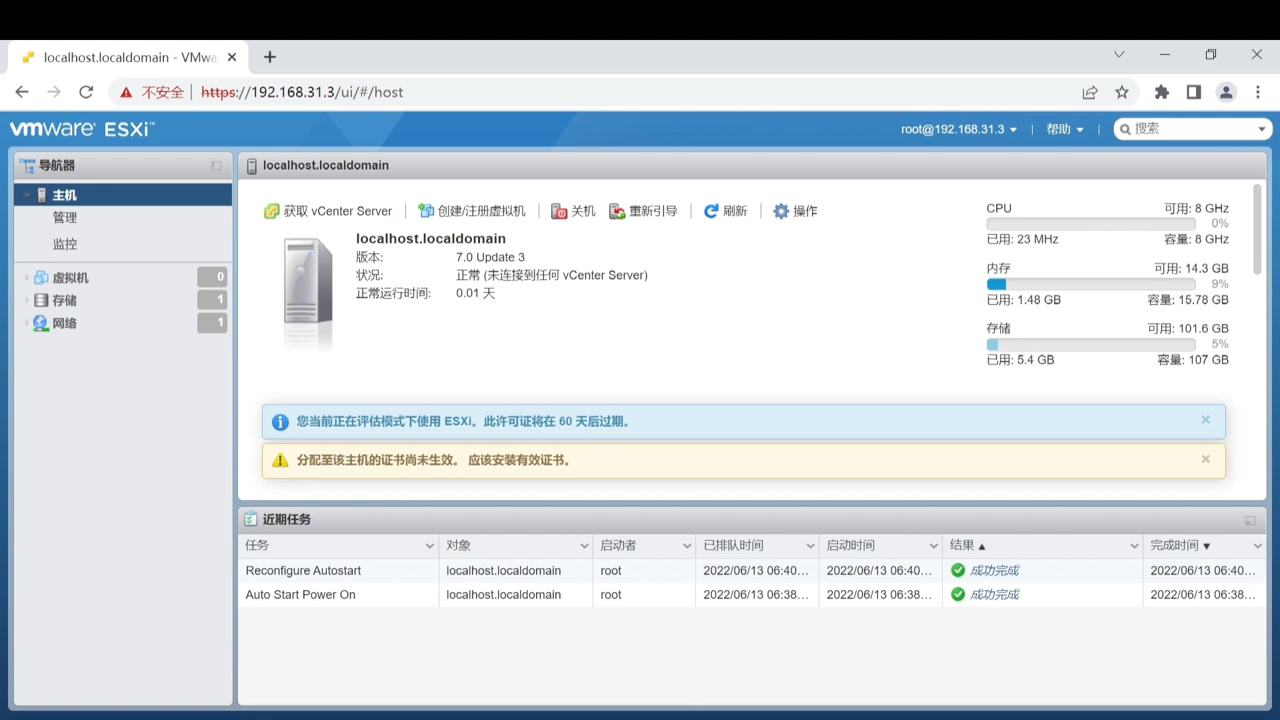 localhost.localdomain - VMwa
不安全 https://192.168.31.3/ui/#/host
vmware ESXi™
root@192.168.31.3 帮助 搜索
导航器
主机
管理
监控
虚拟机 0
存储 1
网络 1
localhost.localdomain
获取 vCenter Server 创建/注册虚拟机 关机 重新引导 刷新 操作
localhost.localdomain
版本: 7.0 Update 3
状况: 正常 (未连接到任何 vCenter Server)
正常运行时间: 0.01 天
CPU 可用: 8 GHz
0%
已用: 23 MHz 容量: 8 GHz
内存 可用: 14.3 GB
9%
已用: 1.48 GB 容量: 15.78 GB
存储 可用: 101.6 GB
5%
已用: 5.4 GB 容量: 107 GB
您当前正在评估模式下使用 ESXi。此许可证将在 60 天后过期。
分配至该主机的证书尚未生效。 应该安装有效证书。
近期任务
任务 对象 启动者 已排队时间 启动时间 结果 完成时间
Reconfigure Autostart localhost.localdomain root 2022/06/13 06:40... 2022/06/13 06:40... 成功完成 2022/06/13 06:40...
Auto Start Power On localhost.localdomain root 2022/06/13 06:38... 2022/06/13 06:38... 成功完成 2022/06/13 06:38...